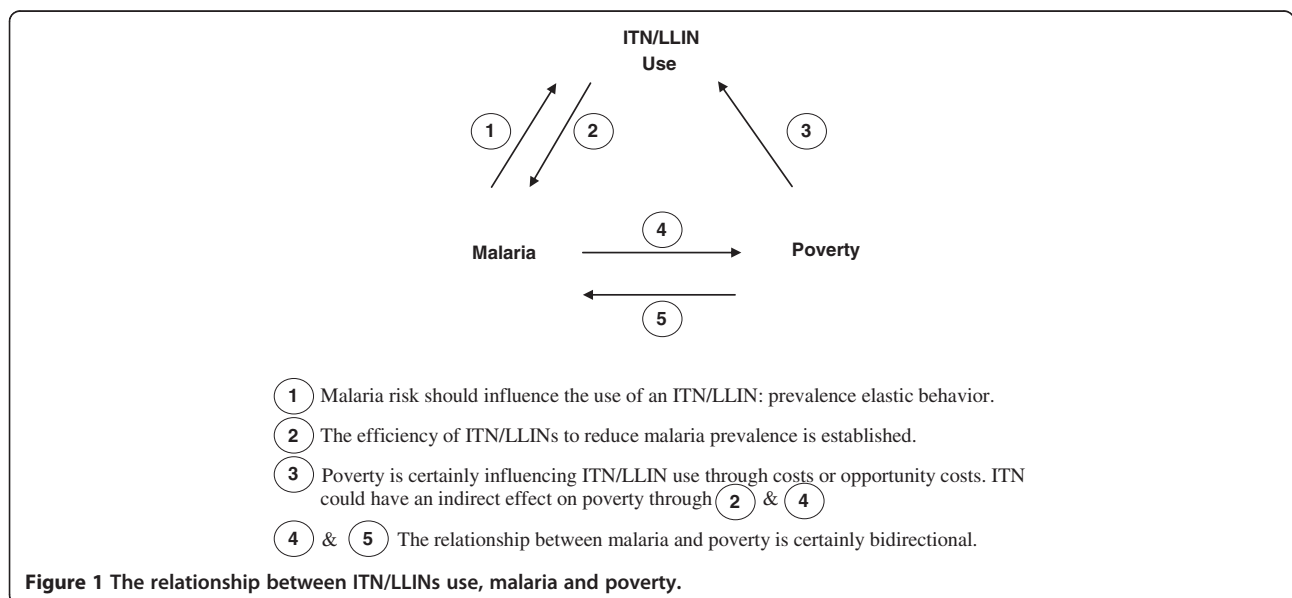 ITN/LLIN
Use
1
2
3
4
Malaria
Poverty
5
1 Malaria risk should influence the use of an ITN/LLIN: prevalence elastic behavior.
2 The efficiency of ITN/LLINs to reduce malaria prevalence is established.
3 Poverty is certainly influencing ITN/LLIN use through costs or opportunity costs. ITN
could have an indirect effect on poverty through 2 & 4
4 & 5 The relationship between malaria and poverty is certainly bidirectional.
Figure 1 The relationship between ITN/LLINs use, malaria and poverty.